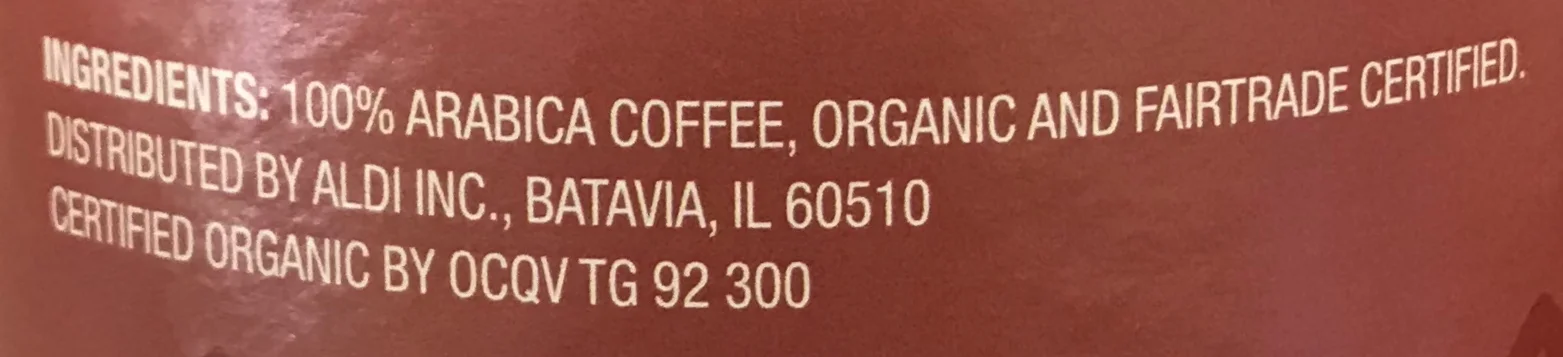 INGREDIENTS: 100% ARABICA COFFEE, ORGANIC AND FAIRTRADE CERTIFIED.
DISTRIBUTED BY ALDI INC., BATAVIA, IL 60510
CERTIFIED ORGANIC BY OCQV TG 92 300